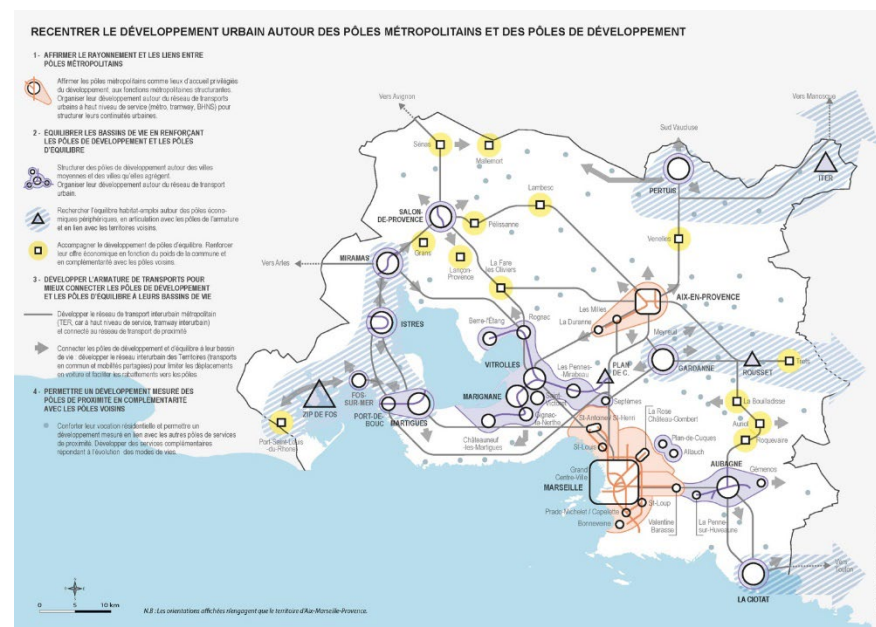 RECENTRER LE DÉVELOPPEMENT URBAIN AUTOUR DES PÔLES MÉTROPOLITAINS ET DES PÔLES DE DÉVELOPPEMENT
1 - AFFIRMER LE RAYONNEMENT ET LES LIENS ENTRE
PÔLES MÉTROPOLITAINS
Affirmer les pôles métropolitains comme lieux d'accueil privilégiés
du développement, aux fonctions métropolitaines structurantes.
Organiser leur développement autour du réseau de transports
urbains à haut niveau de service (métro, tramway, BHNS) pour
structurer leurs continuités urbaines.
2 - ÉQUILIBRER LES BASSINS DE VIE EN RENFORÇANT
LES PÔLES DE DÉVELOPPEMENT ET LES PÔLES
D'ÉQUILIBRE
Structurer des pôles de développement autour des villes
moyennes et des villes qu'elles agrègent.
Organiser leur développement autour du réseau de transport
urbain.
Rechercher l'équilibre habitat-emploi autour des pôles écono-
miques périphériques, en articulation avec les pôles de l'armature
et en lien avec les territoires voisins.
Accompagner le développement de pôles d'équilibre. Renforcer
leur offre économique en fonction du poids de la commune et
en complémentarité avec les pôles voisins.
3 - DÉVELOPPER L'ARMATURE DE TRANSPORTS POUR
MIEUX CONNECTER LES PÔLES DE DÉVELOPPEMENT
ET LES PÔLES D'ÉQUILIBRE À LEURS BASSINS DE VIE
Développer le réseau de transport interurbain métropolitain
(TER, car à haut niveau de service, tramway interurbain)
et connecté au réseau de transport de proximité
Connecter les pôles de développement et d'équilibre à leur bassin
de vie : développer le réseau interurbain des Territoires (transports
en commun et mobilités partagées) pour limiter les déplacements
en voiture et faciliter les rabattements vers les pôles
4 - PERMETTRE UN DÉVELOPPEMENT MESURÉ DES
PÔLES DE PROXIMITÉ EN COMPLÉMENTARITÉ
AVEC LES PÔLES VOISINS
Conforter leur vocation résidentielle et permettre un
développement mesuré en lien avec les autres pôles de services
de proximité. Développer des services complémentaires
répondant à l'évolution des modes de vies.
Vers Avignon
Vers Manosque
Sud Vaucluse
Sénas
Mallemort
ITER
PERTUIS
Lambesc
SALON-
DE-PROVENCE
Pélissanne
Venelles
Grans
Vers Arles
MIRAMAS
Lançon-
Provence
La Fare
les Oliviers
Les Milles
AIX-EN-PROVENCE
Berre-l'Étang
Rognac
La Duranne
ISTRES
Meyreuil
VITROLLES
Les Pennes-
Mirabeau
PLAN
DE C.
GARDANNE
Trets
ROUSSET
FOS-
SUR-MER
MARIGNANE
Saint-
Victoret
Septèmes
La Bouilladisse
ZIP DE FOS
PORT-DE-
BOUC
MARTIGUES
Gignac-
la-Nerthe
St-Antoine
St-Henri
La Rose
Château-Gombert
Auriol
Port-Saint-Louis
-du-Rhône
Châteauneuf
-les-Martigues
St-Louis
Plan-de-Cuques
Roquevaire
Allauch
Grand
Centre-Ville
AUBAGNE
Gémenos
MARSEILLE
St-Loup
Prado Michelet / Capelette
Valentine
Barasse
La Penne-
sur-Huveaune
Bonneveine
Vers
Toulon
LA CIOTAT
0 5 10 km
N.B : Les orientations affichées n'engagent que le territoire d'Aix-Marseille-Provence.